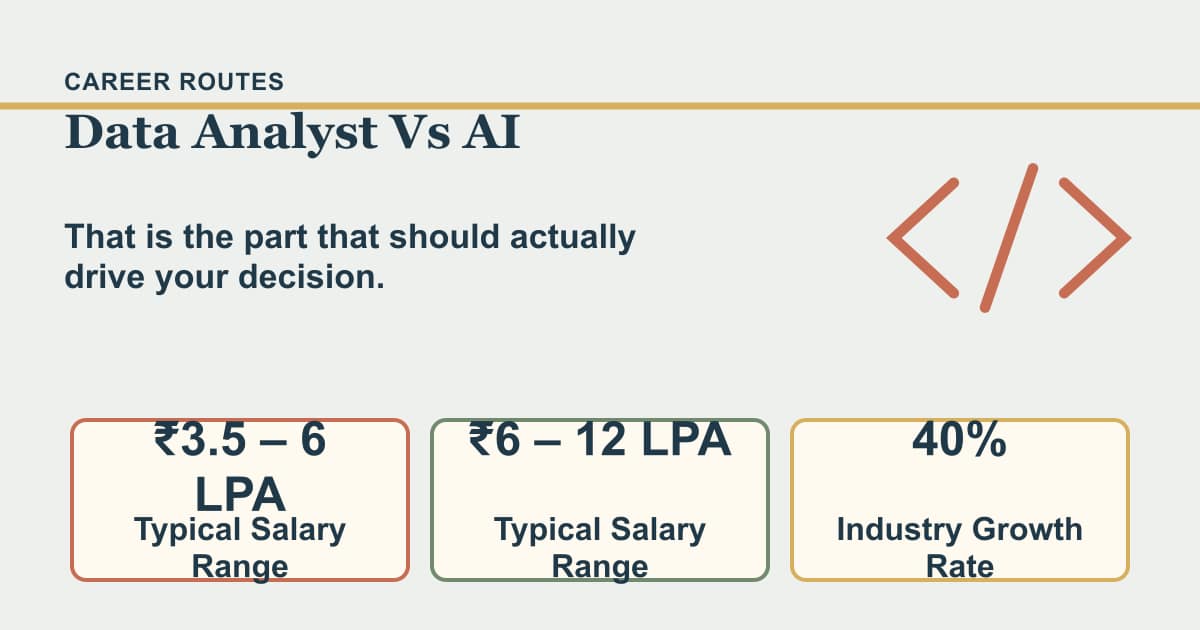 CAREER ROUTES
Data Analyst Vs AI
That is the part that should actually
drive your decision.
₹3.5 – 6
LPA
Typical Salary
Range
₹6 – 12 LPA
Typical Salary
Range
40%
Industry Growth
Rate